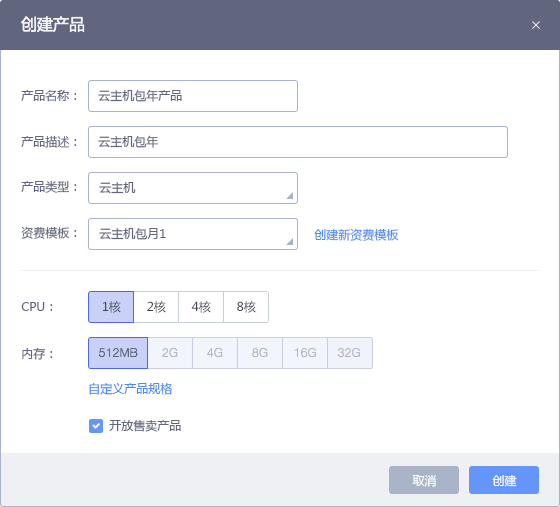 创建产品
产品名称： 云主机包年产品
产品描述： 云主机包年
产品类型： 云主机
资费模板： 云主机包月1 创建新资费模板
CPU： 1核 2核 4核 8核
内存： 512MB 2G 4G 8G 16G 32G
自定义产品规格
开放售卖产品
取消 创建